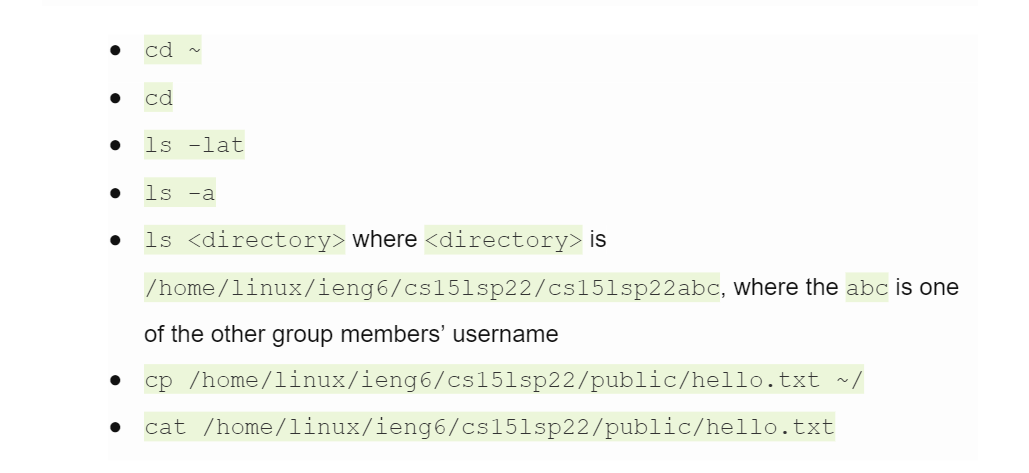 ● cd ~
● cd
● ls -lat
● ls -a
● ls <directory> where <directory> is
/home/linux/ieng6/cs15lsp22/cs15lsp22abc, where the abc is one
of the other group members’ username
● cp /home/linux/ieng6/cs15lsp22/public/hello.txt ~/
● cat /home/linux/ieng6/cs15lsp22/public/hello.txt